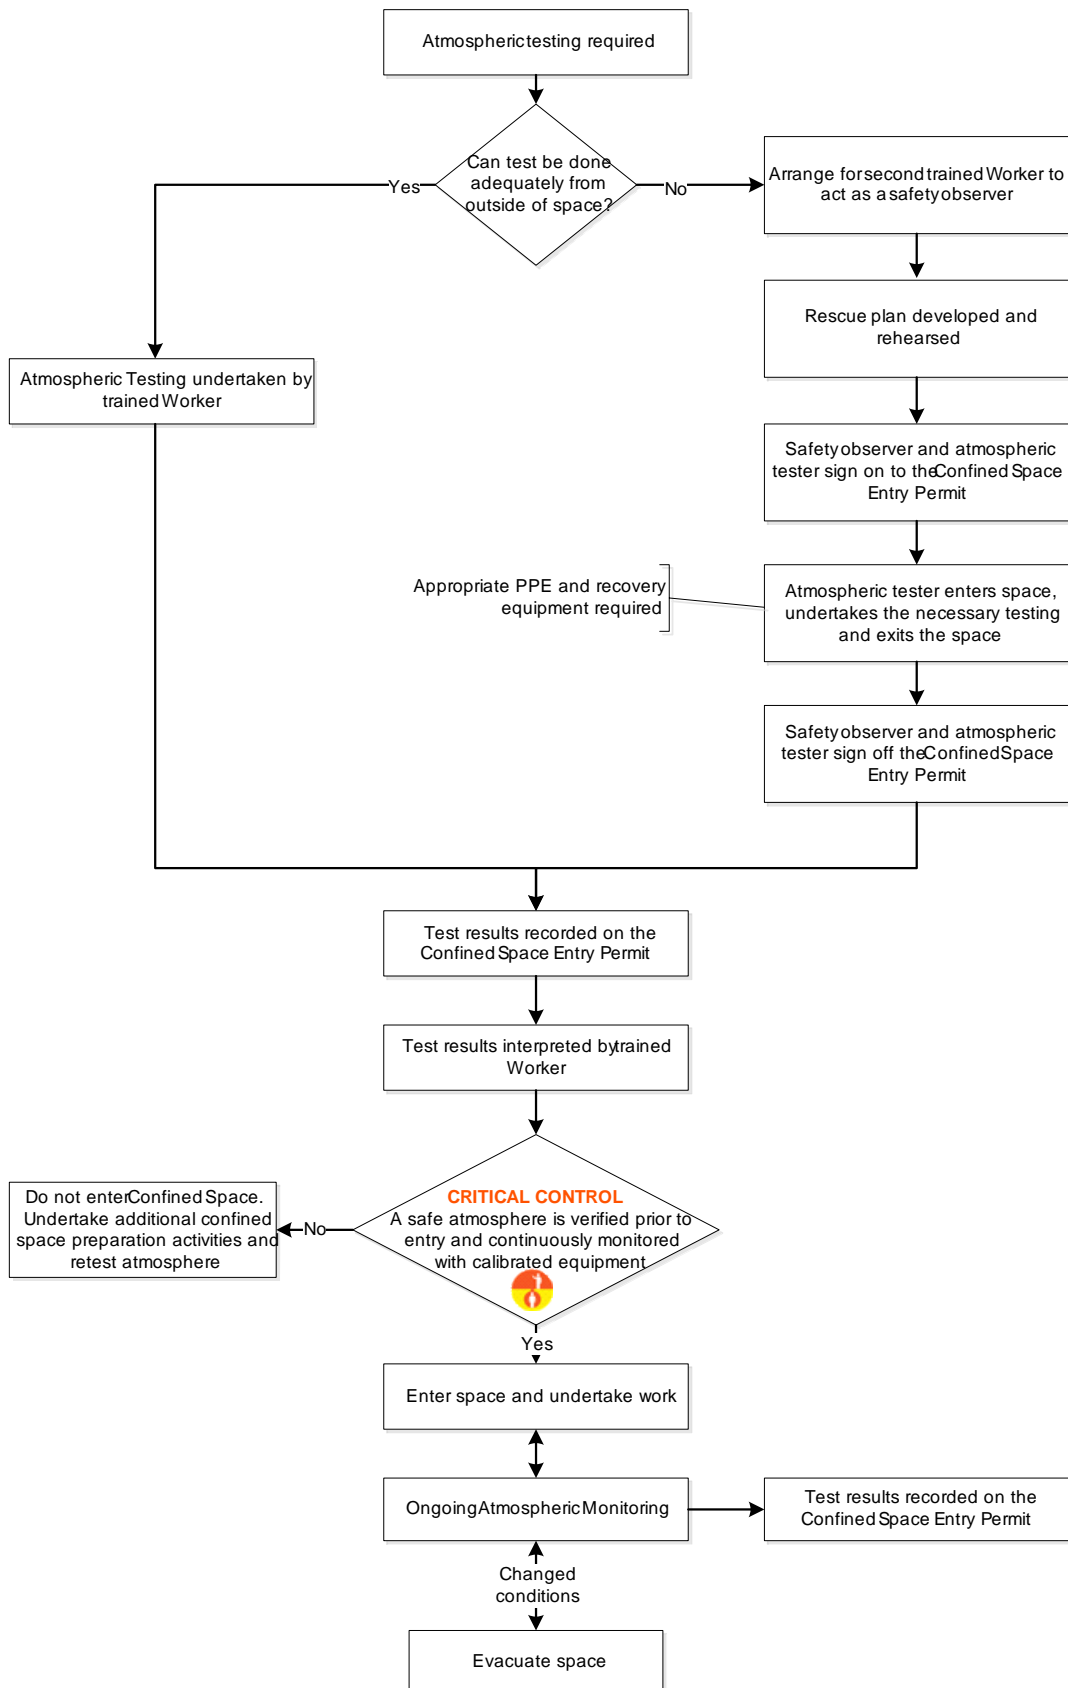 Atmospheric testing required
Can test be done
adequately from
outside of space?
Yes
No
Arrange for second trained Worker to
act as a safety observer
Rescue plan developed and
rehearsed
Atmospheric Testing undertaken by
trained Worker
Safety observer and atmospheric
tester sign on to the Confined Space
Entry Permit
Appropriate PPE and recovery
equipment required
Atmospheric tester enters space,
undertakes the necessary testing
and exits the space
Safety observer and atmospheric
tester sign off the Confined Space
Entry Permit
Test results recorded on the
Confined Space Entry Permit
Test results interpreted by trained
Worker
CRITICAL CONTROL
A safe atmosphere is verified prior to
entry and continuously monitored
with calibrated equipment
No
Do not enter Confined Space.
Undertake additional confined
space preparation activities and
retest atmosphere
Yes
Enter space and undertake work
Ongoing Atmospheric Monitoring
Test results recorded on the
Confined Space Entry Permit
Changed
conditions
Evacuate space